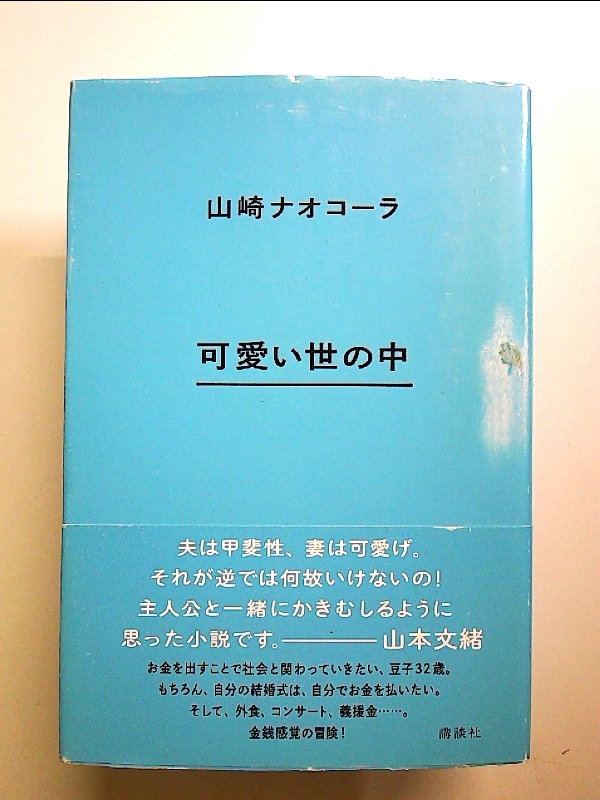 山崎ナオコーラ
可愛い世の中
夫は甲斐性、妻は可愛げ。
それが逆では何故いけないの!
主人公と一緒にかきむしるように
思った小説です。――――山本文緒
お金を出すことで社会と関わっていきたい、豆子32歳。
もちろん、自分の結婚式は、自分でお金を払いたい。
そして、外食、コンサート、義援金……。
金銭感覚の冒険!
講談社